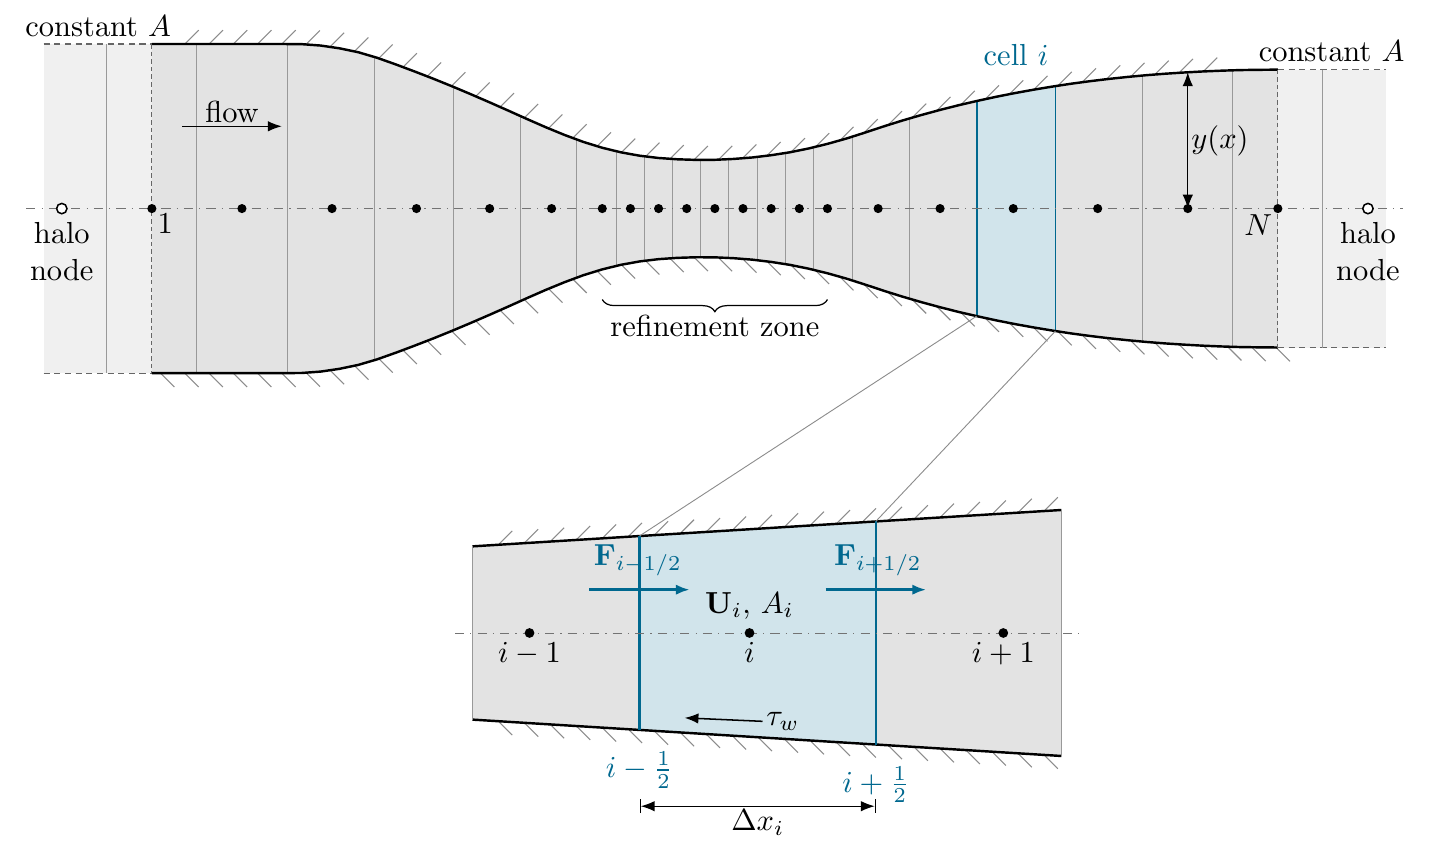 constant A
constant A
cell i
flow
y(x)
1
N
halo
node
halo
node
refinement zone
F_{i−1/2}
F_{i+1/2}
U_i, A_i
i − 1
i
i + 1
τ_w
i − 1/2
i + 1/2
Δx_i